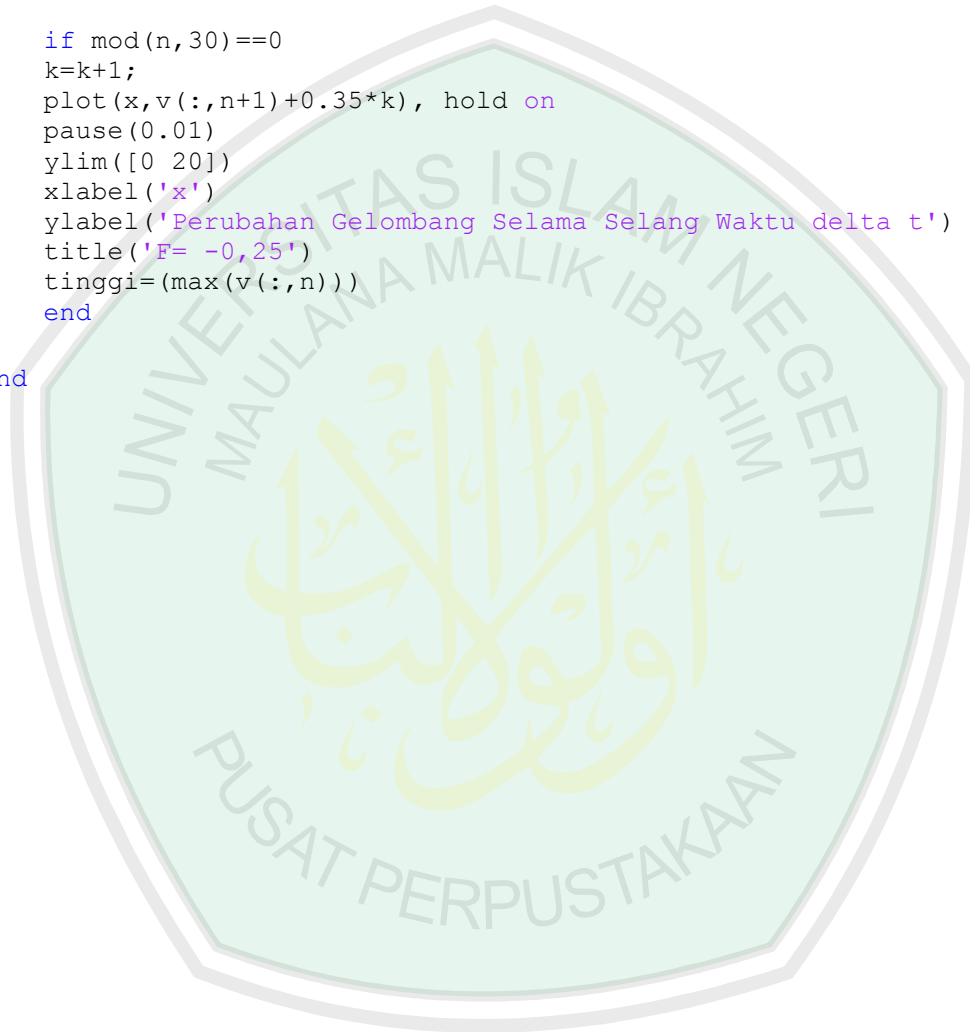 if mod(n,30)==0
k=k+1;
plot(x,v(:,n+1)+0.35*k), hold on
pause(0.01)
ylim([0 20])
xlabel('x')
ylabel('Perubahan Gelombang Selama Selang Waktu delta t')
title('F= -0,25')
tinggi=(max(v(:,n)))
end
nd
UNIVERSITAS ISLAM NEGERI
MAULANA MALIK IBRAHIM
PUSAT PERPUSTAKAAN